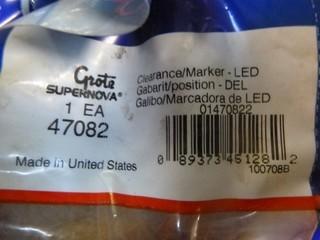 Grote
SUPERNOVA®
1 EA
47082
Clearance/Marker - LED
Gabarit/position - DEL
Galibo/Marcadora de LED
01470822
Made in United States
0 89373 45128 2
100708B